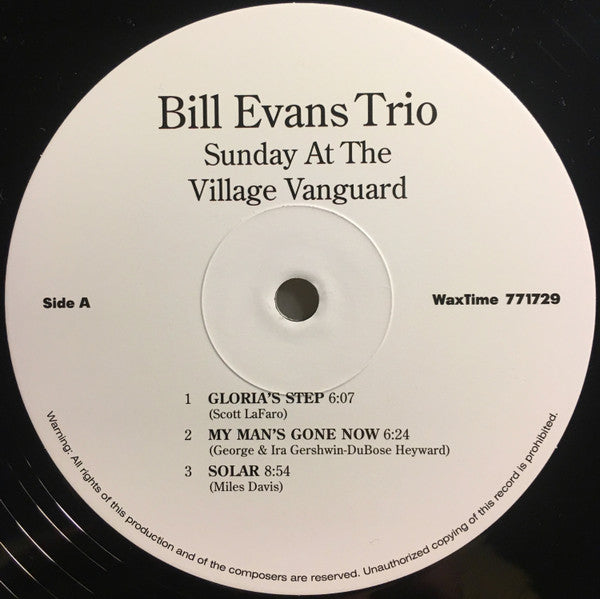 Bill Evans Trio
Sunday At The
Village Vanguard
Side A
WaxTime 771729
1 GLORIA'S STEP 6:07
(Scott LaFaro)
2 MY MAN'S GONE NOW 6:24
(George & Ira Gershwin-DuBose Heyward)
3 SOLAR 8:54
(Miles Davis)
Warning: All rights of this production and of the composers are reserved. Unauthorized copying of this record is prohibited.